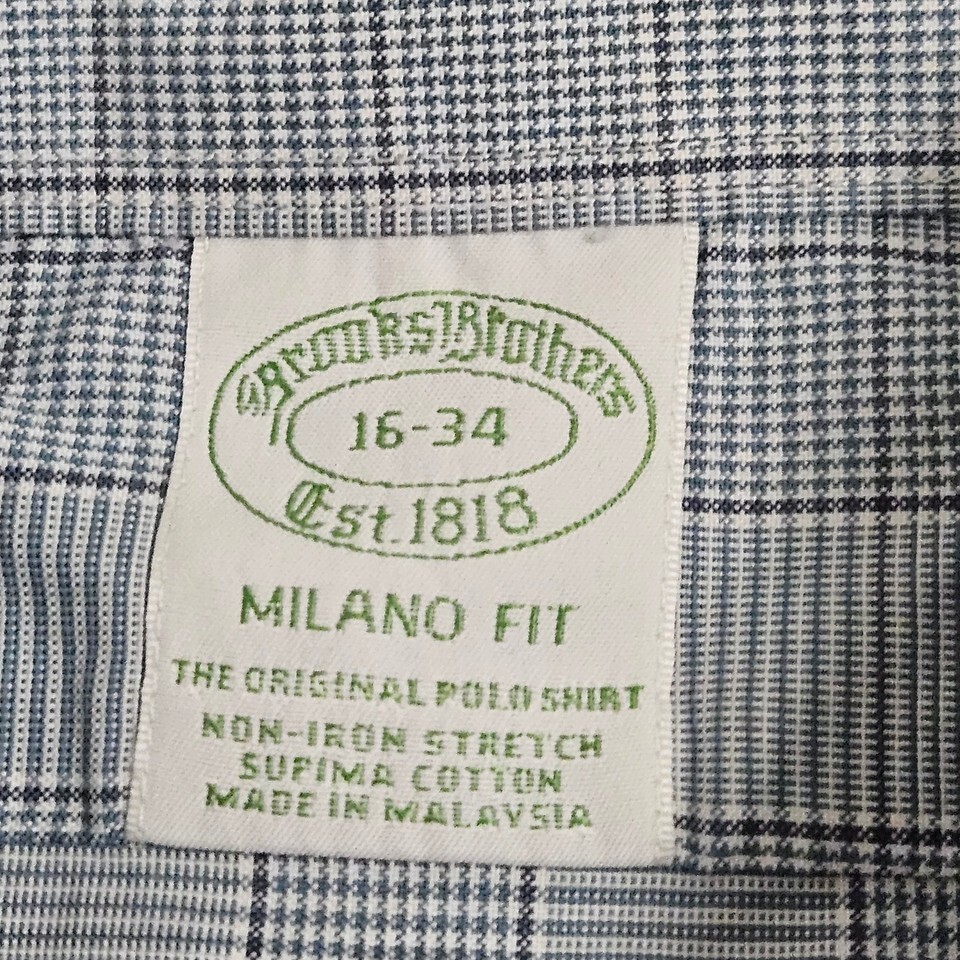 Brooks Brothers
16-34
Est. 1818
MILANO FIT
THE ORIGINAL POLO SHIRT
NON-IRON STRETCH
SUPIMA COTTON
MADE IN MALAYSIA